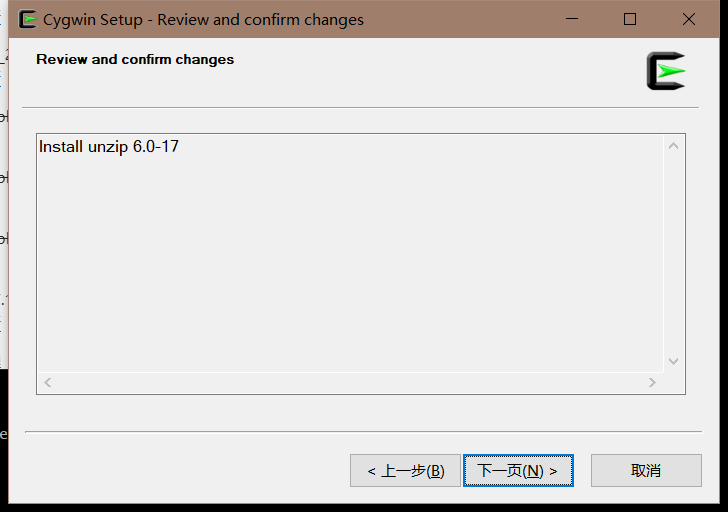 Cygwin Setup - Review and confirm changes
Review and confirm changes
Install unzip 6.0-17
< 上一步(B)
下一页(N) >
取消